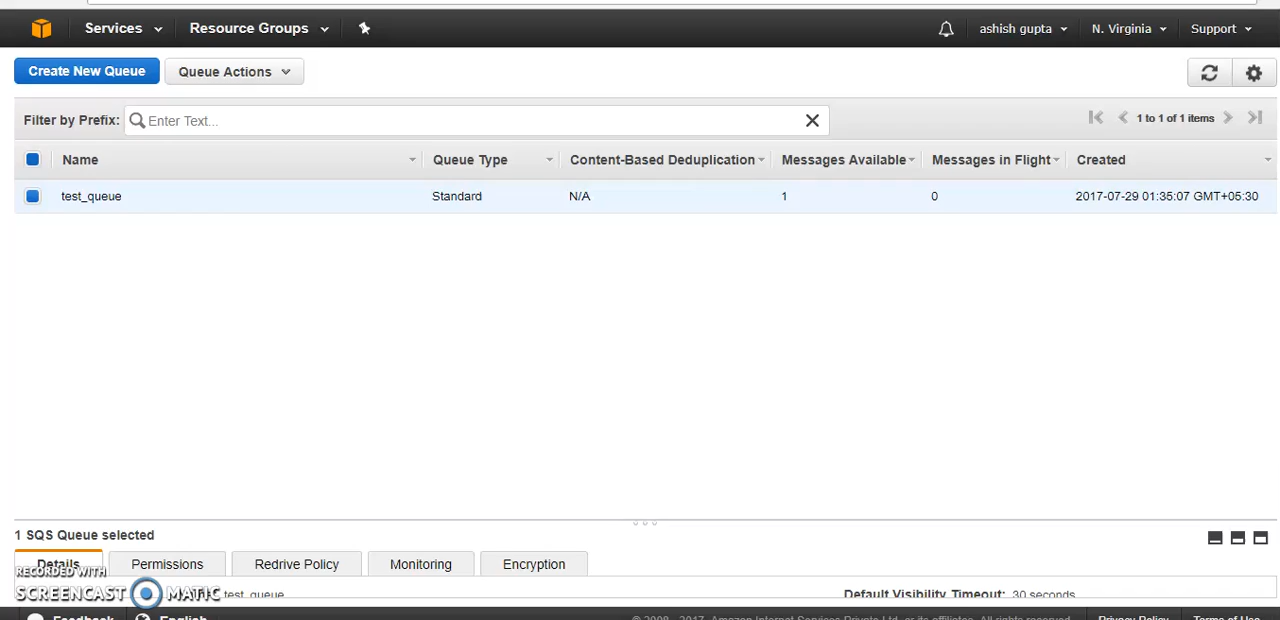 Services Resource Groups ashish gupta N. Virginia Support
Create New Queue Queue Actions
Filter by Prefix: Enter Text... 1 to 1 of 1 items
Name Queue Type Content-Based Deduplication Messages Available Messages in Flight Created
test_queue Standard N/A 1 0 2017-07-29 01:35:07 GMT+05:30
1 SQS Queue selected
Details Permissions Redrive Policy Monitoring Encryption
RECORDED WITH
SCREENCAST MATIC
test_queue Default Visibility Timeout: 30 seconds
Feedback English © 2008 - 2017, Amazon Internet Services Private Ltd. or its affiliates. All rights reserved. Privacy Policy Terms of Use